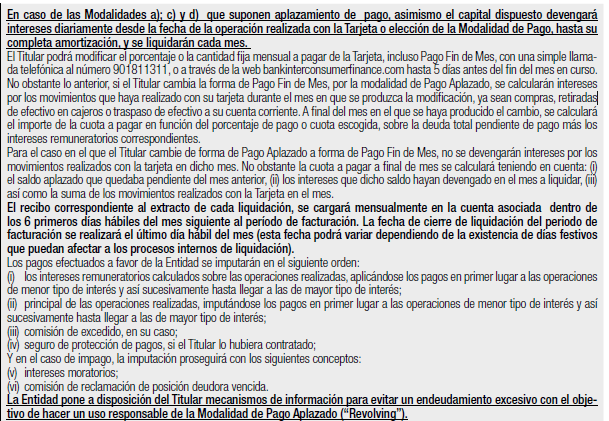 En caso de las Modalidades a); c) y d) que suponen aplazamiento de pago, asimismo el capital dispuesto devengará
intereses diariamente desde la fecha de la operación realizada con la Tarjeta o elección de la Modalidad de Pago, hasta su
completa amortización, y se liquidarán cada mes.
El Titular podrá modificar el porcentaje o la cantidad fija mensual a pagar de la Tarjeta, incluso Pago Fin de Mes, con una simple llama-
da telefónica al número 901811311, o a través de la web bankinterconsumerfinance.com hasta 5 días antes del fin del mes en curso.
No obstante lo anterior, si el Titular cambia la forma de Pago Fin de Mes, por la modalidad de Pago Aplazado, se calcularán intereses
por los movimientos que haya realizado con su tarjeta durante el mes en que se produzca la modificación, ya sean compras, retiradas
de efectivo en cajeros o traspaso de efectivo a su cuenta corriente. A final del mes en el que se haya producido el cambio, se calculará
el importe de la cuota a pagar en función del porcentaje de pago o cuota escogida, sobre la deuda total pendiente de pago más los
intereses remuneratorios correspondientes.
Para el caso en el que el Titular cambie de forma de Pago Aplazado a forma de Pago Fin de Mes, no se devengarán intereses por los
movimientos realizados con la tarjeta en dicho mes. No obstante la cuota a pagar a final de mes se calculará teniendo en cuenta: (i)
el saldo aplazado que quedaba pendiente del mes anterior, (ii) los intereses que dicho saldo hayan devengado en el mes a liquidar, (iii)
así como la suma de los movimientos realizados con la Tarjeta en el mes.
El recibo correspondiente al extracto de cada liquidación, se cargará mensualmente en la cuenta asociada dentro de
los 6 primeros días hábiles del mes siguiente al período de facturación. La fecha de cierre de liquidación del periodo de
facturación se realizará el último día hábil del mes (esta fecha podrá variar dependiendo de la existencia de días festivos
que puedan afectar a los procesos internos de liquidación).
Los pagos efectuados a favor de la Entidad se imputarán en el siguiente orden:
(i) los intereses remuneratorios calculados sobre las operaciones realizadas, aplicándose los pagos en primer lugar a las operaciones
de menor tipo de interés y así sucesivamente hasta llegar a las de mayor tipo de interés;
(ii) principal de las operaciones realizadas, imputándose los pagos en primer lugar a las operaciones de menor tipo de interés y así
sucesivamente hasta llegar a las de mayor tipo de interés;
(iii) comisión de excedido, en su caso;
(iv) seguro de protección de pagos, si el Titular lo hubiera contratado;
Y en el caso de impago, la imputación proseguirá con los siguientes conceptos:
(v) intereses moratorios;
(vi) comisión de reclamación de posición deudora vencida.
La Entidad pone a disposición del Titular mecanismos de información para evitar un endeudamiento excesivo con el obje-
tivo de hacer un uso responsable de la Modalidad de Pago Aplazado ("Revolving").